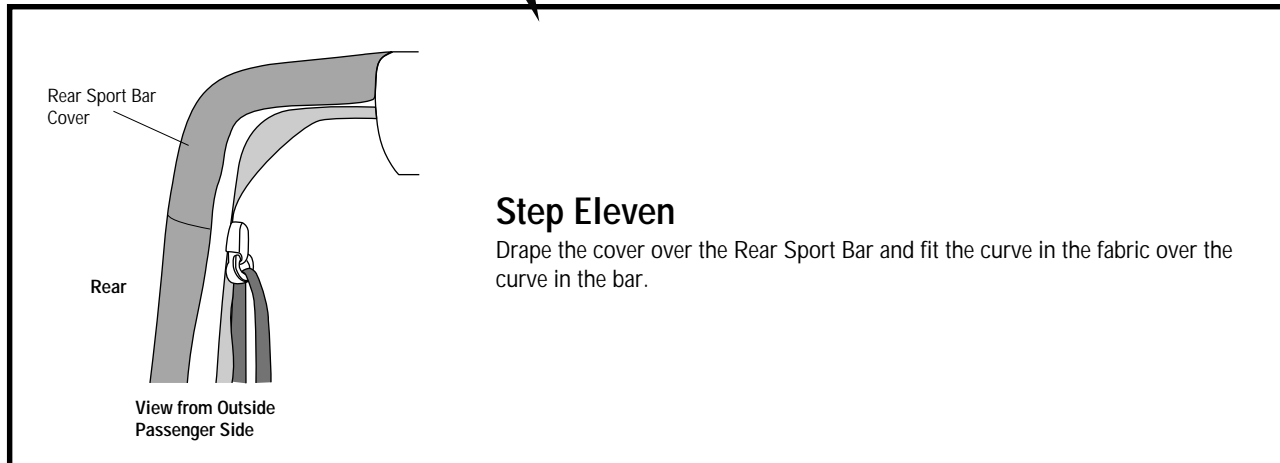 Rear Sport Bar
Cover
Rear
View from Outside
Passenger Side
Step Eleven
Drape the cover over the Rear Sport Bar and fit the curve in the fabric over the
curve in the bar.